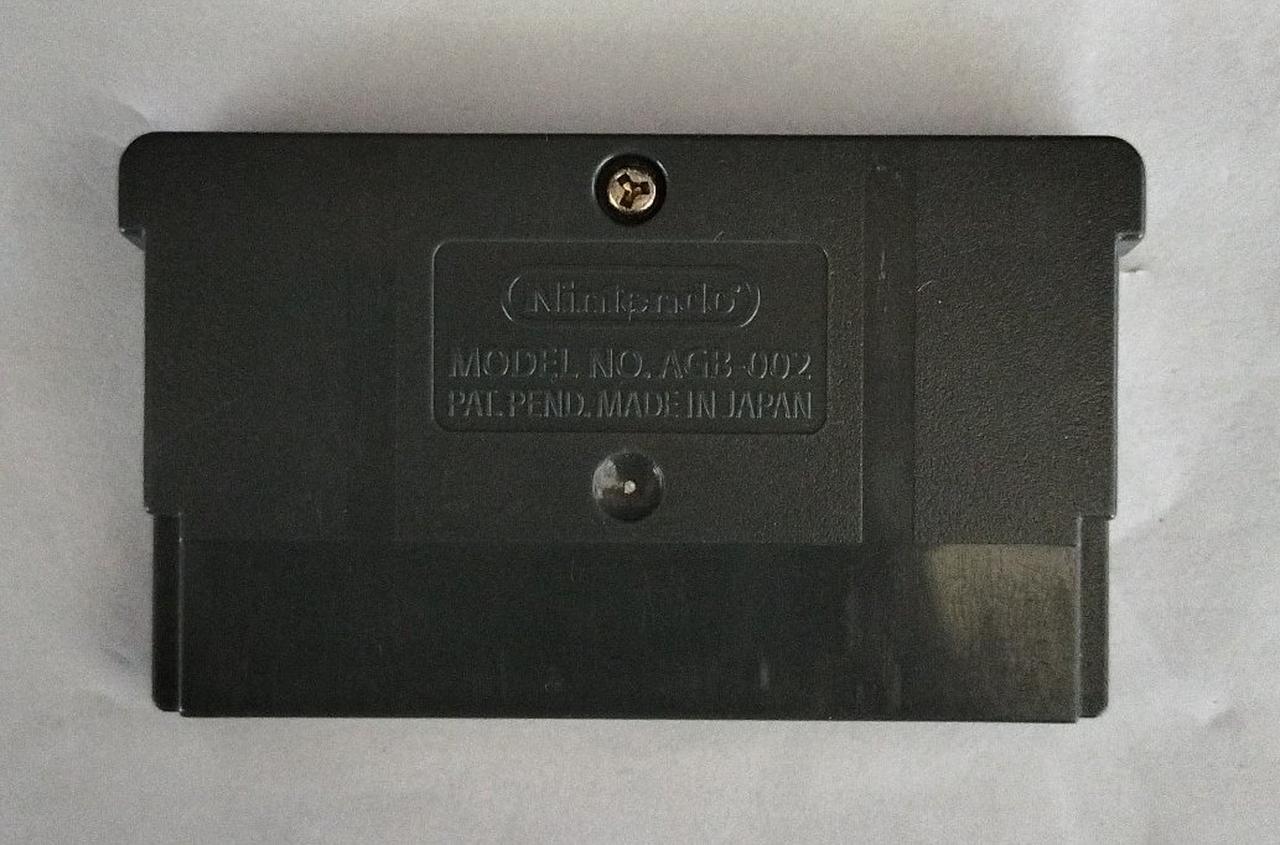 Nintendo®
MODEL NO. AGB-002
PAT. PEND. MADE IN JAPAN